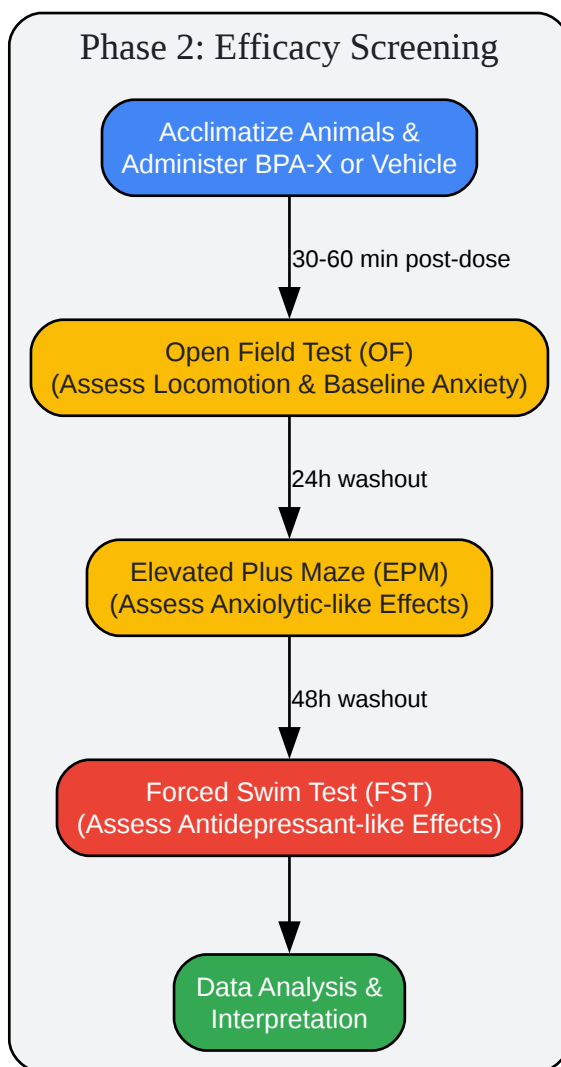 Phase 2: Efficacy Screening
Acclimatize Animals &
Administer BPA-X or Vehicle
30-60 min post-dose
Open Field Test (OF)
(Assess Locomotion & Baseline Anxiety)
24h washout
Elevated Plus Maze (EPM)
(Assess Anxiolytic-like Effects)
48h washout
Forced Swim Test (FST)
(Assess Antidepressant-like Effects)
Data Analysis &
Interpretation